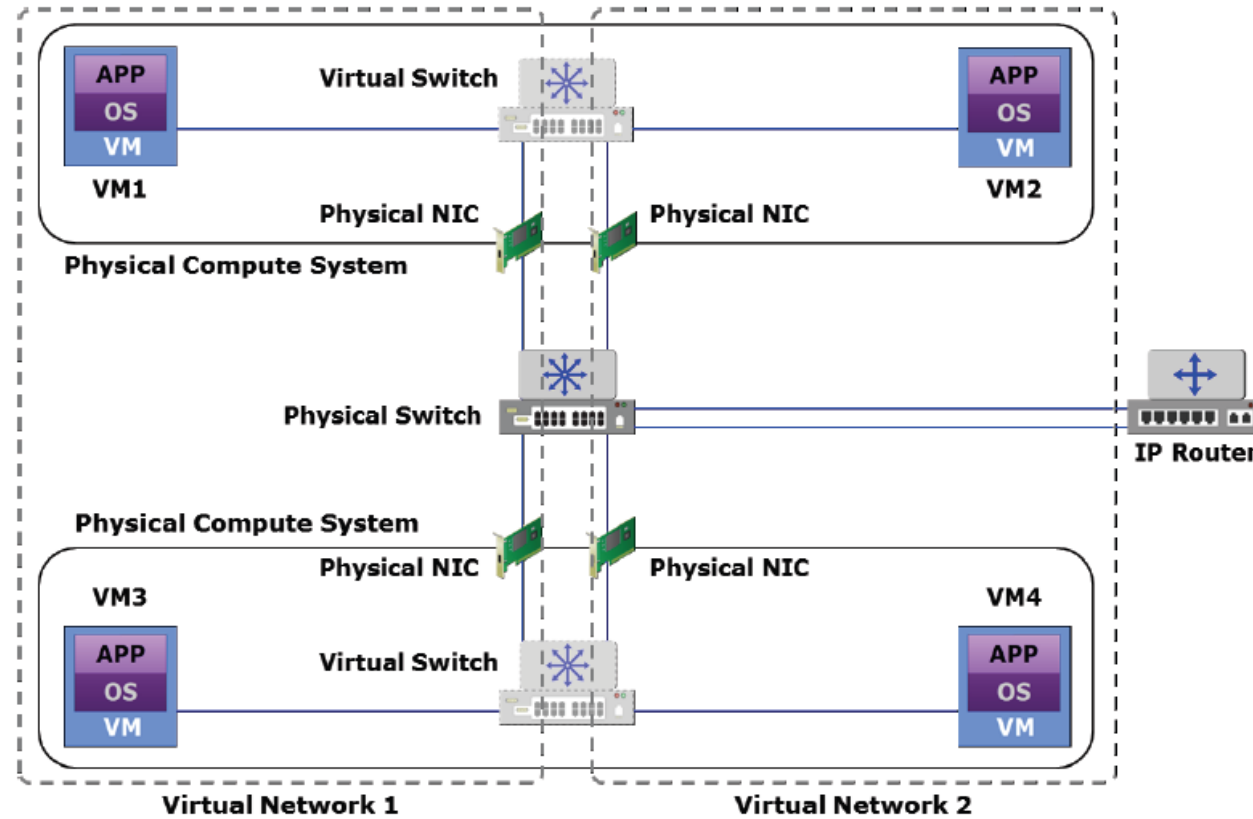 APP
OS
VM
VM1
Virtual Switch
APP
OS
VM
VM2
Physical NIC
Physical NIC
Physical Compute System
Physical Switch
IP Router
Physical Compute System
Physical NIC
Physical NIC
VM3
APP
OS
VM
Virtual Switch
VM4
APP
OS
VM
Virtual Network 1
Virtual Network 2